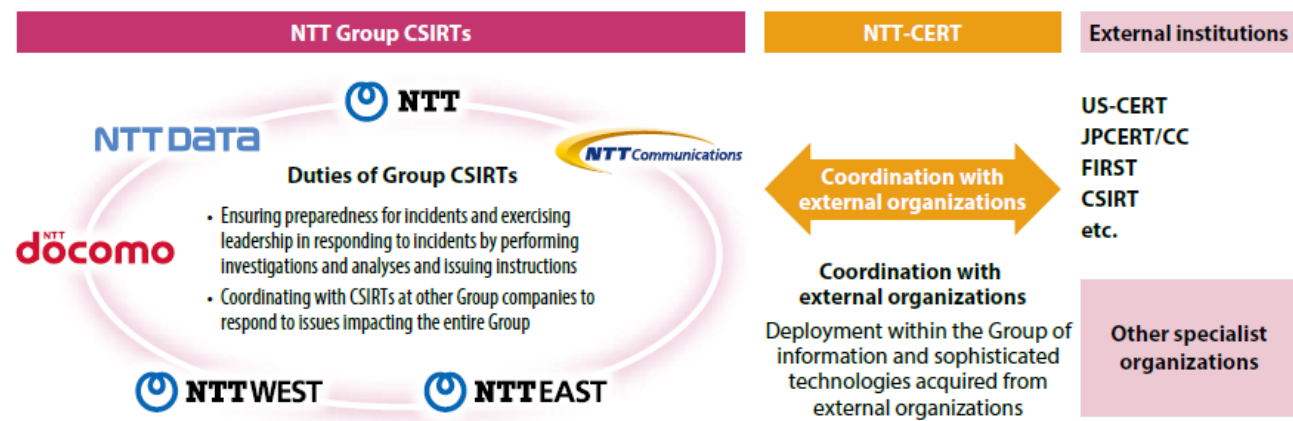 NTT Group CSIRTs
NTT
NTT DATA
NTT Communications
NTT
döcomo
Duties of Group CSIRTs
• Ensuring preparedness for incidents and exercising
leadership in responding to incidents by performing
investigations and analyses and issuing instructions
• Coordinating with CSIRTs at other Group companies to
respond to issues impacting the entire Group
NTT WEST
NTT EAST
NTT-CERT
Coordination with
external organizations
Coordination with
external organizations
Deployment within the Group of
information and sophisticated
technologies acquired from
external organizations
External institutions
US-CERT
JPCERT/CC
FIRST
CSIRT
etc.
Other specialist
organizations